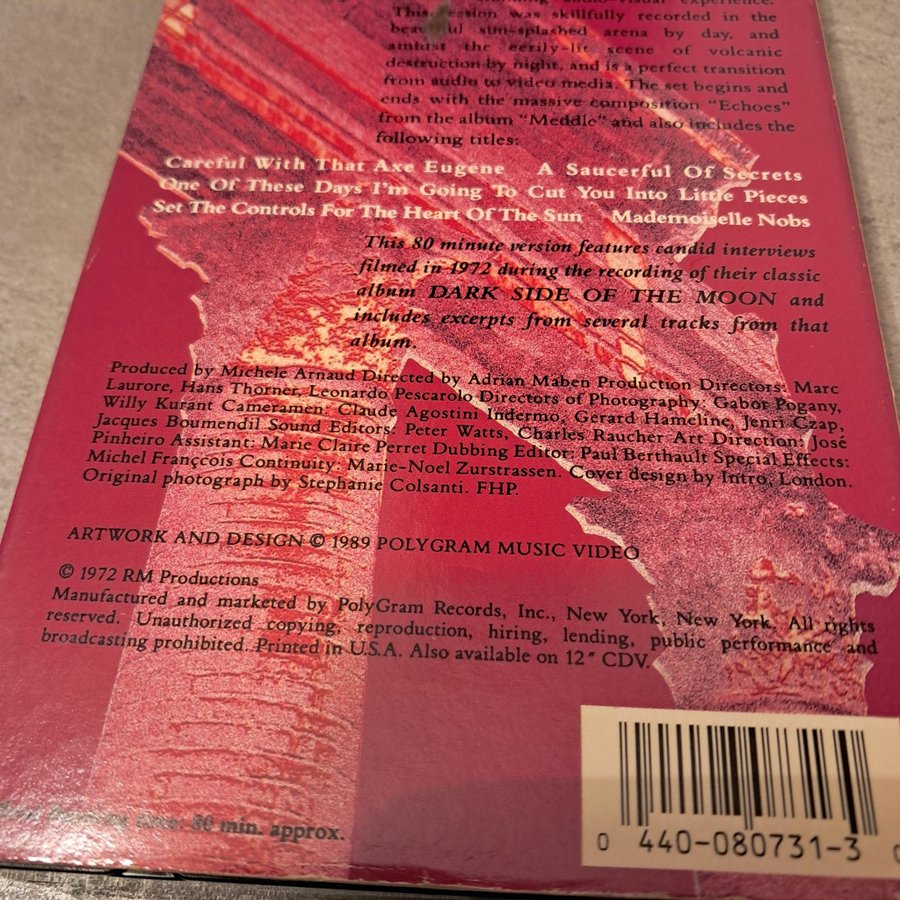 audio-visual experience.
This session was skillfully recorded in the
beautiful sun-splashed arena by day, and
amidst the eerily-lit scene of volcanic
destruction by night, and is a perfect transition
from audio to video media. The set begins and
ends with the massive composition “Echoes”
from the album “Meddle” and also includes the
following titles:
Careful With That Axe Eugene A Saucerful Of Secrets
One Of These Days I'm Going To Cut You Into Little Pieces
Set The Controls For The Heart Of The Sun Mademoiselle Nobs
This 80 minute version features candid interviews
filmed in 1972 during the recording of their classic
album DARK SIDE OF THE MOON and
includes excerpts from several tracks from that
album.
Produced by Michele Arnaud Directed by Adrian Maben Production Directors: Marc
Laurore, Hans Thorner, Leonardo Pescarolo Directors of Photography: Gabor Pogany,
Willy Kurant Cameramen: Claude Agostini Indermo, Gerard Hameline, Jenri Czap,
Jacques Boumendil Sound Editors: Peter Watts, Charles Raucher Art Direction: José
Pinheiro Assistant: Marie Claire Perret Dubbing Editor: Paul Berthault Special Effects:
Michel Françcois Continuity: Marie-Noel Zurstrassen. Cover design by Intro, London.
Original photograph by Stephanie Colsanti. FHP.
ARTWORK AND DESIGN © 1989 POLYGRAM MUSIC VIDEO
© 1972 RM Productions
Manufactured and marketed by PolyGram Records, Inc., New York, New York. All rights
reserved. Unauthorized copying, reproduction, hiring, lending, public performance and
broadcasting prohibited. Printed in U.S.A. Also available on 12″ CDV.
time: 80 min. approx.
0 440-080731-3